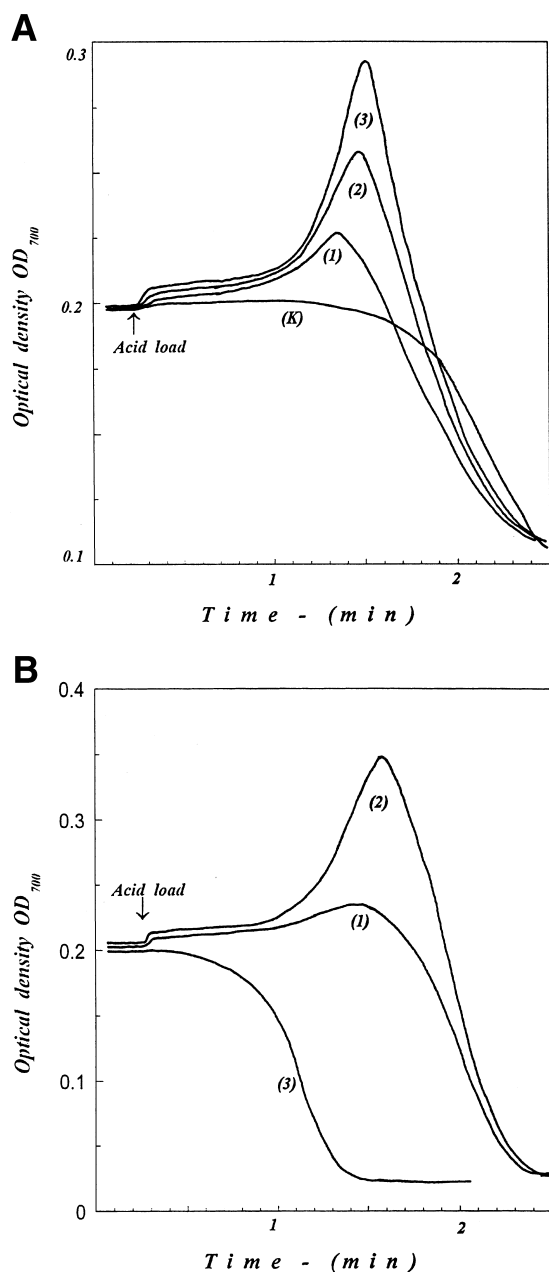 A
0.3
(3)
(2)
(1)
0.2
(K)
Acid load
Optical density OD700
0.1
1
2
Time - (min)
B
0.4
(2)
0.3
Acid load
(1)
0.2
Optical density OD700
0.1
(3)
0
1
2
Time - (min)